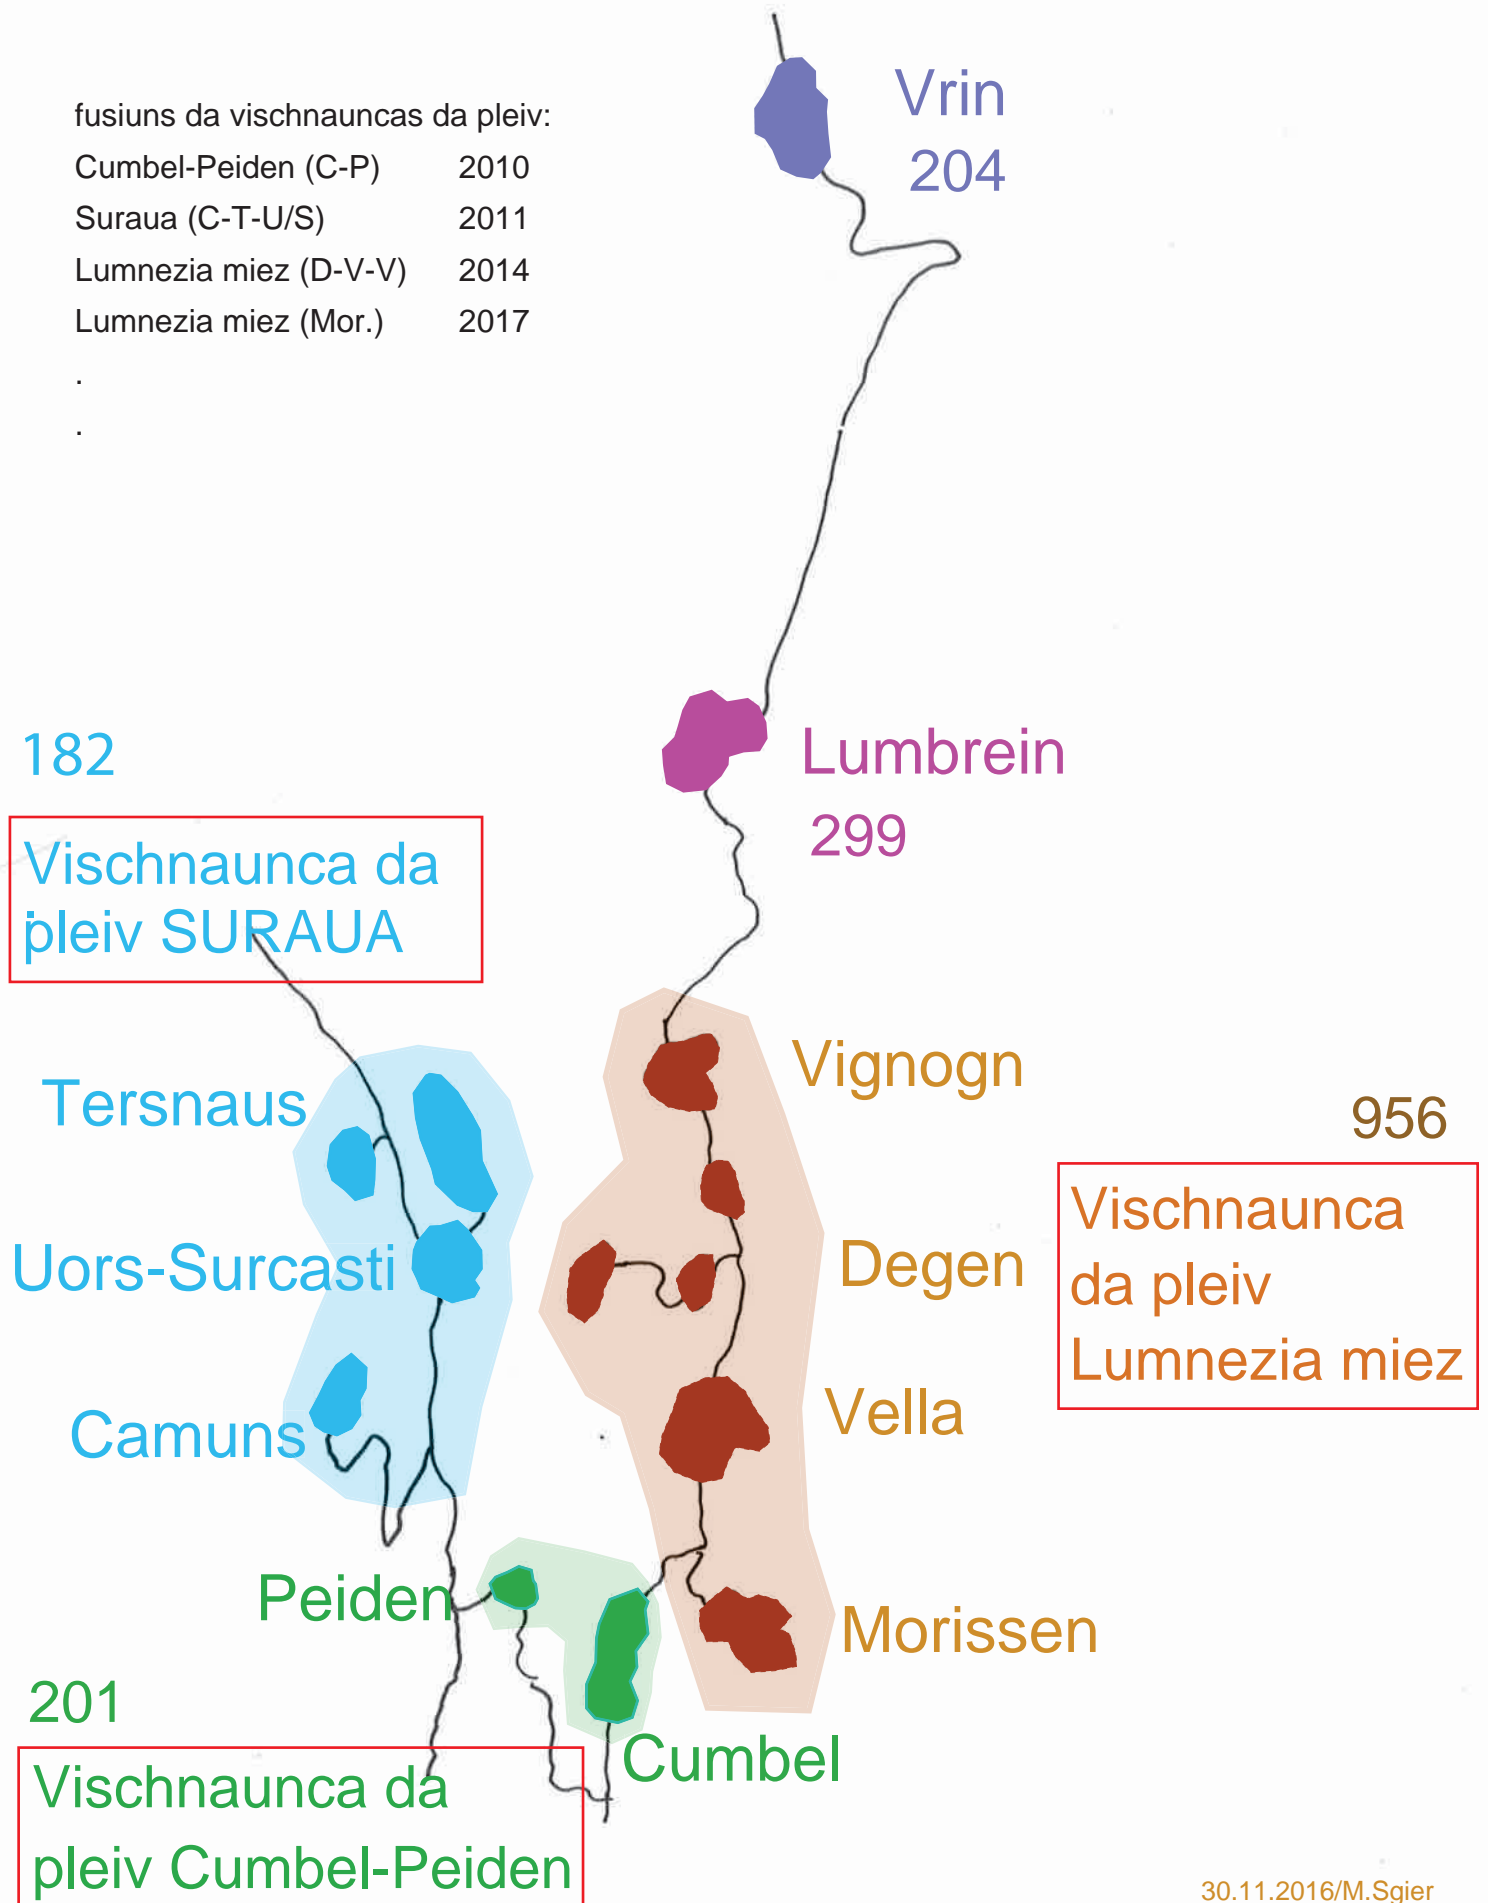 fusiuns da vischnauncas da pleiv:
Cumbel-Peiden (C-P) 2010
Suraua (C-T-U/S) 2011
Lumnezia miez (D-V-V) 2014
Lumnezia miez (Mor.) 2017
.
.
Vrin
204
Lumbrein
299
182
Vischnaunca da
pleiv SURAUA
Tersnaus
Uors-Surcasti
Camuns
Vignogn
Degen
Vella
Morissen
956
Vischnaunca
da pleiv
Lumnezia miez
Peiden
Cumbel
201
Vischnaunca da
pleiv Cumbel-Peiden
30.11.2016/M.Sgier